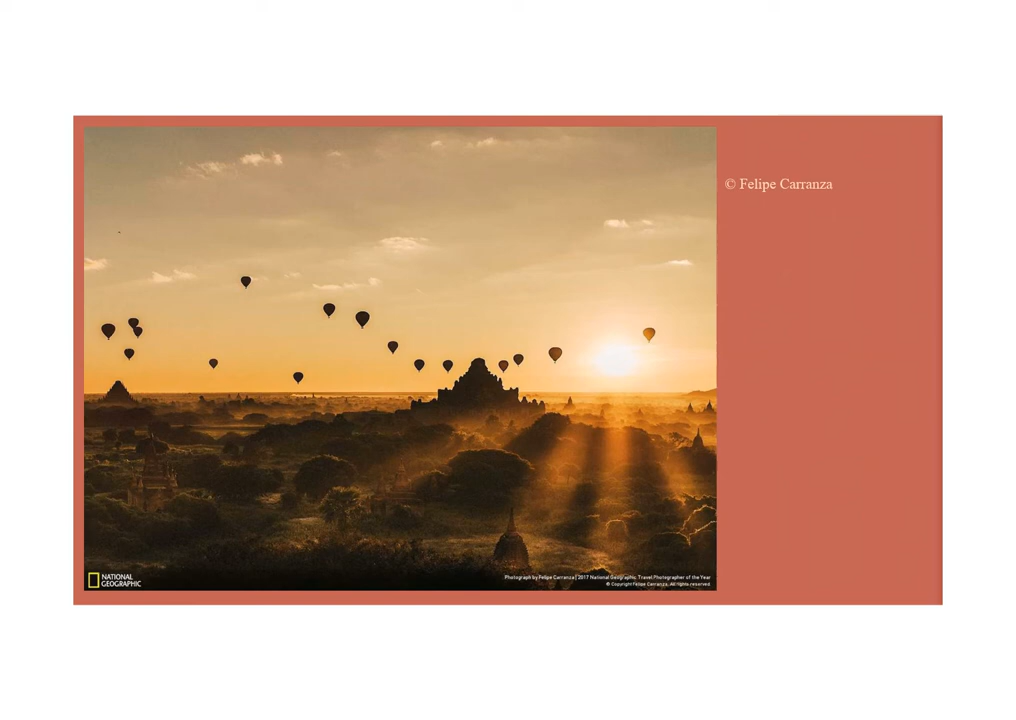 © Felipe Carranza
NATIONAL
GEOGRAPHIC
Photograph by Felipe Carranza | 2017 National Geographic Travel Photographer of the Year
© Copyright Felipe Carranza. All rights reserved.